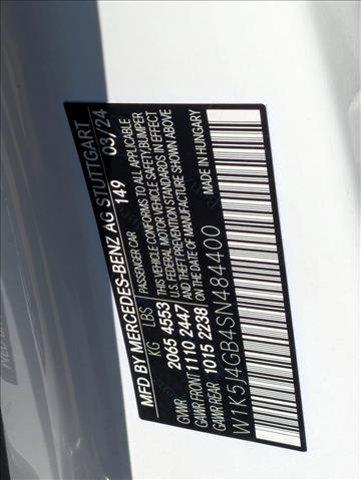 MFD BY MERCEDES-BENZ AG STUTTGART
149 03/24
KG LBS PASSENGER CAR
GVWR 2065 4553 THIS VEHICLE CONFORMS TO ALL APPLICABLE
GAWR FRONT 1110 2447 U.S. FEDERAL MOTOR VEHICLE SAFETY, BUMPER
GAWR REAR 1015 2238 AND THEFT PREVENTION STANDARDS IN EFFECT
ON THE DATE OF MANUFACTURE SHOWN ABOVE
MADE IN HUNGARY
W1K5J4GB4SN484400